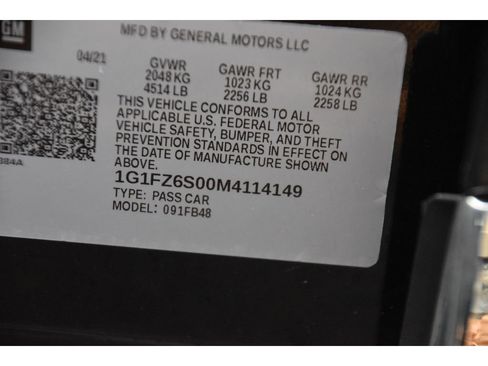 GM
MFD BY GENERAL MOTORS LLC
04/21
GVWR GAWR FRT GAWR RR
2048 KG 1023 KG 1024 KG
4514 LB 2256 LB 2258 LB
THIS VEHICLE CONFORMS TO ALL
APPLICABLE U.S. FEDERAL MOTOR
VEHICLE SAFETY, BUMPER, AND THEFT
PREVENTION STANDARDS IN EFFECT ON
THE DATE OF MANUFACTURE SHOWN
ABOVE.
1G1FZ6S00M4114149
TYPE: PASS CAR
MODEL: 091FB48